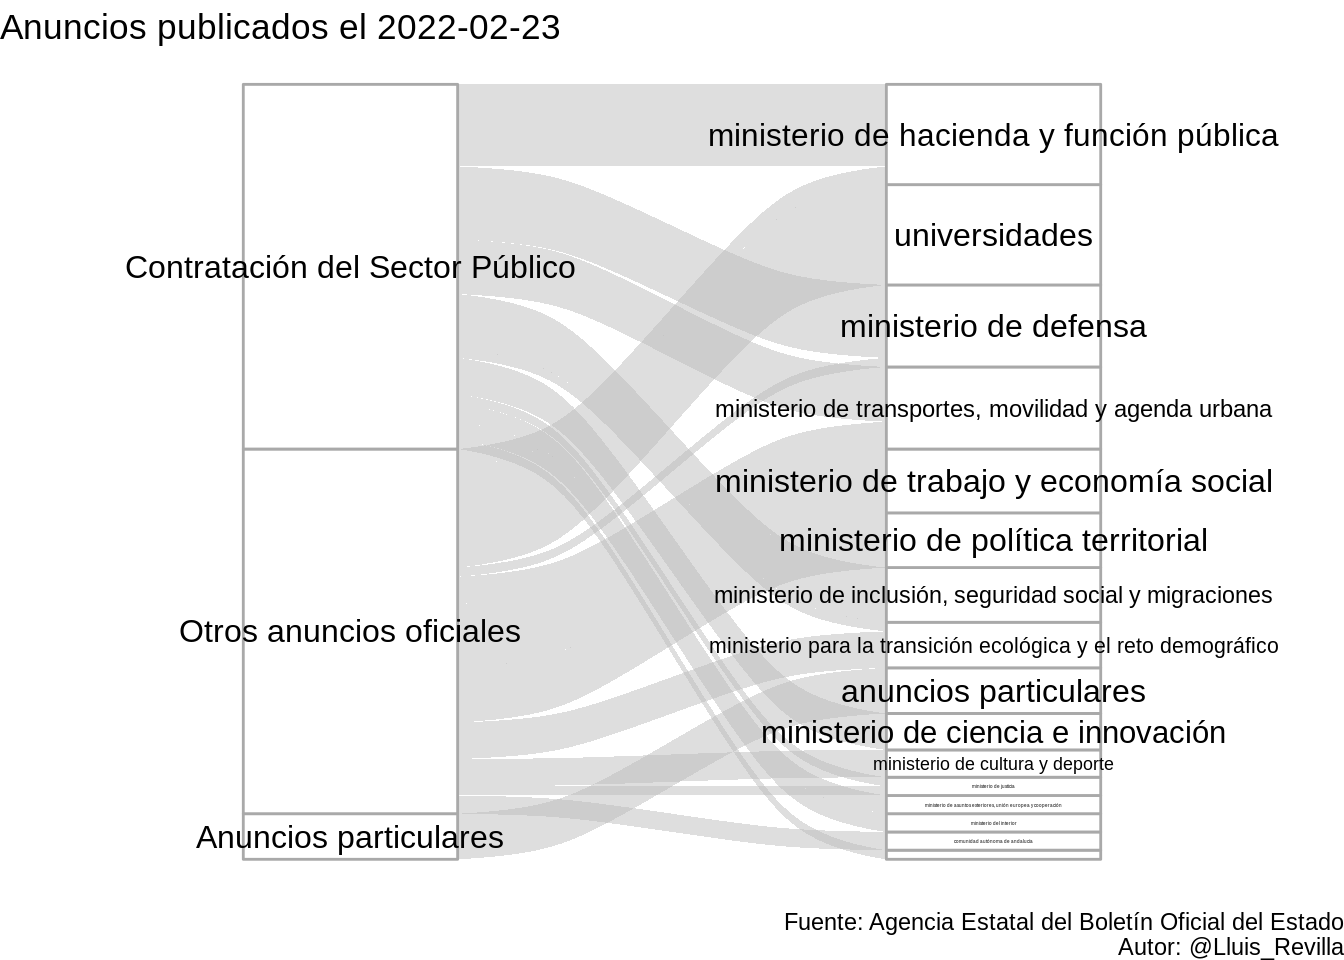 Anuncios publicados el 2022-02-23
Contratación del Sector Público
Otros anuncios oficiales
Anuncios particulares
ministerio de hacienda y función pública
universidades
ministerio de defensa
ministerio de transportes, movilidad y agenda urbana
ministerio de trabajo y economía social
ministerio de política territorial
ministerio de inclusión, seguridad social y migraciones
ministerio para la transición ecológica y el reto demográfico
anuncios particulares
ministerio de ciencia e innovación
ministerio de cultura y deporte
ministerio de justicia
ministerio de asuntos exteriores, unión europea y cooperación
ministerio del interior
comunidad autónoma de andalucía
Fuente: Agencia Estatal del Boletín Oficial del Estado
Autor: @Lluis_Revilla